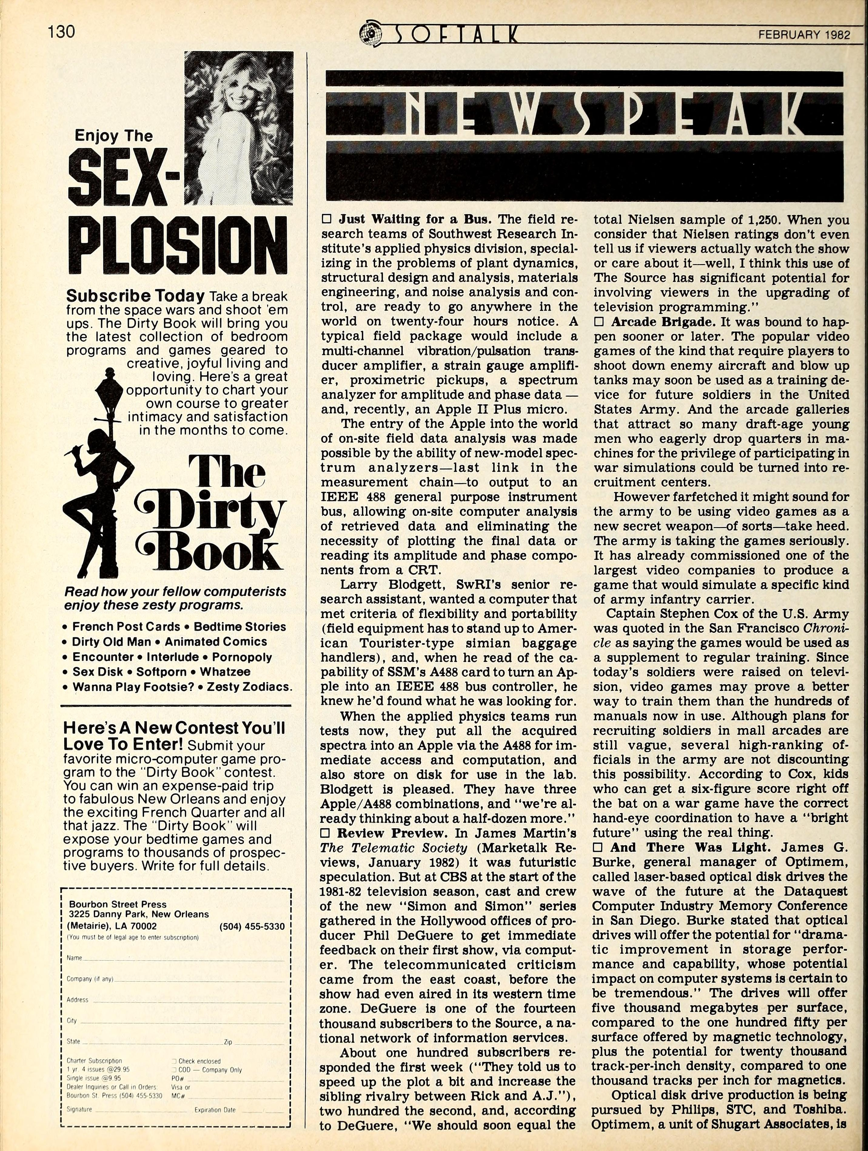 130
SOFTALK
FEBRUARY 1982
Enjoy The
SEX-
PLOSION
Subscribe Today Take a break
from the space wars and shoot 'em
ups. The Dirty Book will bring you
the latest collection of bedroom
programs and games geared to
creative, joyful living and
loving. Here's a great
opportunity to chart your
own course to greater
intimacy and satisfaction
in the months to come.
The
Dirty
Book
Read how your fellow computerists
enjoy these zesty programs.
• French Post Cards • Bedtime Stories
• Dirty Old Man • Animated Comics
• Encounter • Interlude • Pornopoly
• Sex Disk • Softporn • Whatzee
• Wanna Play Footsie? • Zesty Zodiacs.
Here's A New Contest You'll
Love To Enter! Submit your
favorite micro-computer game pro-
gram to the "Dirty Book" contest.
You can win an expense-paid trip
to fabulous New Orleans and enjoy
the exciting French Quarter and all
that jazz. The "Dirty Book" will
expose your bedtime games and
programs to thousands of prospec-
tive buyers. Write for full details.
Bourbon Street Press
3225 Danny Park, New Orleans
(Metairie), LA 70002 (504) 455-5330
(You must be of legal age to enter subscription)
Name
Company (if any)
Address
City
State Zip
Charter Subscription □ Check enclosed
1 yr. 4 issues @29.95 □ COD — Company Only
Single issue @9.95 PO#
Dealer Inquiries or Call in Orders: Visa or
Bourbon St. Press (504) 455-5330 MC#
Signature Expiration Date
NEWSPEAK
□ Just Waiting for a Bus. The field re-
search teams of Southwest Research In-
stitute's applied physics division, special-
izing in the problems of plant dynamics,
structural design and analysis, materials
engineering, and noise analysis and con-
trol, are ready to go anywhere in the
world on twenty-four hours notice. A
typical field package would include a
multi-channel vibration/pulsation trans-
ducer amplifier, a strain gauge amplifi-
er, proximetric pickups, a spectrum
analyzer for amplitude and phase data —
and, recently, an Apple II Plus micro.
The entry of the Apple into the world
of on-site field data analysis was made
possible by the ability of new-model spec-
trum analyzers—last link in the
measurement chain—to output to an
IEEE 488 general purpose instrument
bus, allowing on-site computer analysis
of retrieved data and eliminating the
necessity of plotting the final data or
reading its amplitude and phase compo-
nents from a CRT.
Larry Blodgett, SwRI's senior re-
search assistant, wanted a computer that
met criteria of flexibility and portability
(field equipment has to stand up to Amer-
ican Tourister-type simian baggage
handlers), and, when he read of the ca-
pability of SSM's A488 card to turn an Ap-
ple into an IEEE 488 bus controller, he
knew he'd found what he was looking for.
When the applied physics teams run
tests now, they put all the acquired
spectra into an Apple via the A488 for im-
mediate access and computation, and
also store on disk for use in the lab.
Blodgett is pleased. They have three
Apple/A488 combinations, and "we're al-
ready thinking about a half-dozen more."
□ Review Preview. In James Martin's
The Telematic Society (Marketalk Re-
views, January 1982) it was futuristic
speculation. But at CBS at the start of the
1981-82 television season, cast and crew
of the new "Simon and Simon" series
gathered in the Hollywood offices of pro-
ducer Phil DeGuere to get immediate
feedback on their first show, via comput-
er. The telecommunicated criticism
came from the east coast, before the
show had even aired in its western time
zone. DeGuere is one of the fourteen
thousand subscribers to the Source, a na-
tional network of information services.
About one hundred subscribers re-
sponded the first week ("They told us to
speed up the plot a bit and increase the
sibling rivalry between Rick and A.J."),
two hundred the second, and, according
to DeGuere, "We should soon equal the
total Nielsen sample of 1,250. When you
consider that Nielsen ratings don't even
tell us if viewers actually watch the show
or care about it—well, I think this use of
The Source has significant potential for
involving viewers in the upgrading of
television programming."
□ Arcade Brigade. It was bound to hap-
pen sooner or later. The popular video
games of the kind that require players to
shoot down enemy aircraft and blow up
tanks may soon be used as a training de-
vice for future soldiers in the United
States Army. And the arcade galleries
that attract so many draft-age young
men who eagerly drop quarters in ma-
chines for the privilege of participating in
war simulations could be turned into re-
cruitment centers.
However farfetched it might sound for
the army to be using video games as a
new secret weapon—of sorts—take heed.
The army is taking the games seriously.
It has already commissioned one of the
largest video companies to produce a
game that would simulate a specific kind
of army infantry carrier.
Captain Stephen Cox of the U.S. Army
was quoted in the San Francisco Chroni-
cle as saying the games would be used as
a supplement to regular training. Since
today's soldiers were raised on televi-
sion, video games may prove a better
way to train them than the hundreds of
manuals now in use. Although plans for
recruiting soldiers in mall arcades are
still vague, several high-ranking of-
ficials in the army are not discounting
this possibility. According to Cox, kids
who can get a six-figure score right off
the bat on a war game have the correct
hand-eye coordination to have a "bright
future" using the real thing.
□ And There Was Light. James G.
Burke, general manager of Optimem,
called laser-based optical disk drives the
wave of the future at the Dataquest
Computer Industry Memory Conference
in San Diego. Burke stated that optical
drives will offer the potential for "drama-
tic improvement in storage perfor-
mance and capability, whose potential
impact on computer systems is certain to
be tremendous." The drives will offer
five thousand megabytes per surface,
compared to the one hundred fifty per
surface offered by magnetic technology,
plus the potential for twenty thousand
track-per-inch density, compared to one
thousand tracks per inch for magnetics.
Optical disk drive production is being
pursued by Philips, STC, and Toshiba.
Optimem, a unit of Shugart Associates, is